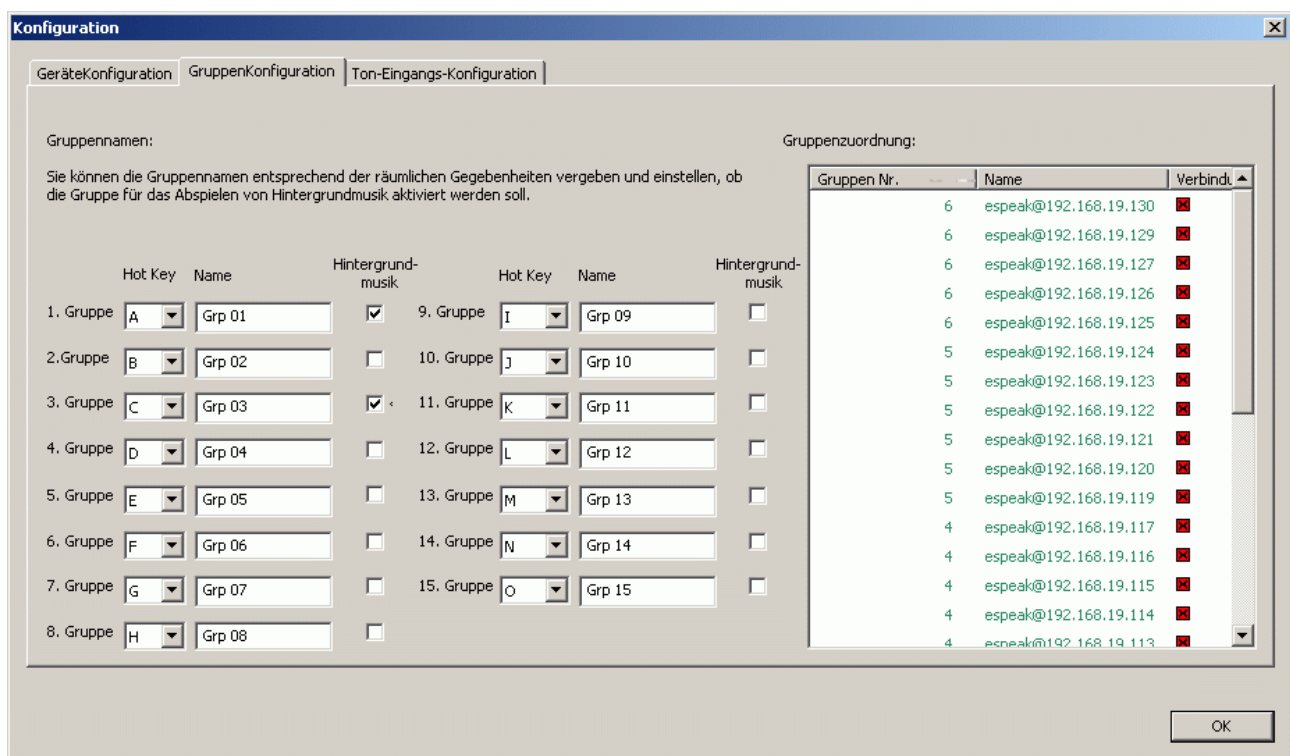 Konfiguration
GeräteKonfiguration GruppenKonfiguration Ton-Eingangs-Konfiguration
Gruppennamen:
Sie können die Gruppennamen entsprechend der räumlichen Gegebenheiten vergeben und einstellen, ob
die Gruppe für das Abspielen von Hintergrundmusik aktiviert werden soll.
Hot Key Name Hintergrund-
musik
1. Gruppe A Grp 01
2.Gruppe B Grp 02
3. Gruppe C Grp 03
4. Gruppe D Grp 04
5. Gruppe E Grp 05
6. Gruppe F Grp 06
7. Gruppe G Grp 07
8. Gruppe H Grp 08
Hot Key Name Hintergrund-
musik
9. Gruppe I Grp 09
10. Gruppe J Grp 10
11. Gruppe K Grp 11
12. Gruppe L Grp 12
13. Gruppe M Grp 13
14. Gruppe N Grp 14
15. Gruppe O Grp 15
Gruppenzuordnung:
Gruppen Nr. Name Verbindu
6 espeak@192.168.19.130
6 espeak@192.168.19.129
6 espeak@192.168.19.127
6 espeak@192.168.19.126
6 espeak@192.168.19.125
5 espeak@192.168.19.124
5 espeak@192.168.19.123
5 espeak@192.168.19.122
5 espeak@192.168.19.121
5 espeak@192.168.19.120
5 espeak@192.168.19.119
4 espeak@192.168.19.117
4 espeak@192.168.19.116
4 espeak@192.168.19.115
4 espeak@192.168.19.114
4 espeak@192.168.19.113
OK